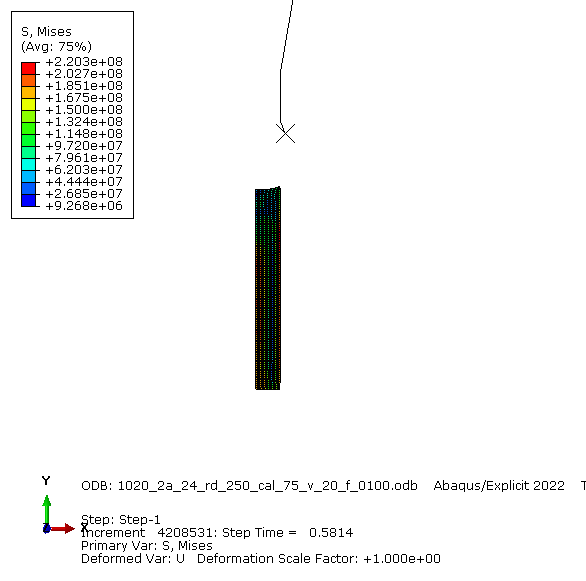 S, Mises
(Avg: 75%)
+2.203e+08
+2.027e+08
+1.851e+08
+1.675e+08
+1.500e+08
+1.324e+08
+1.148e+08
+9.720e+07
+7.961e+07
+6.203e+07
+4.444e+07
+2.685e+07
+9.268e+06
Y
ODB: 1020_2a_24_rd_250_cal_75_v_20_f_0100.odb Abaqus/Explicit 2022 T
Step: Step-1
X
Z
Increment 4208531: Step Time = 0.5814
Primary Var: S, Mises
Deformed Var: U Deformation Scale Factor: +1.000e+00